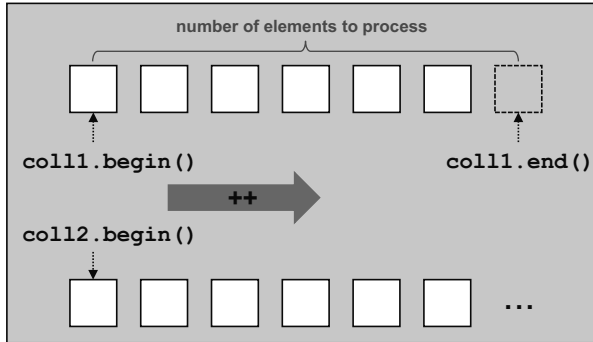 number of elements to process
coll1.begin()
coll1.end()
++
coll2.begin()
...